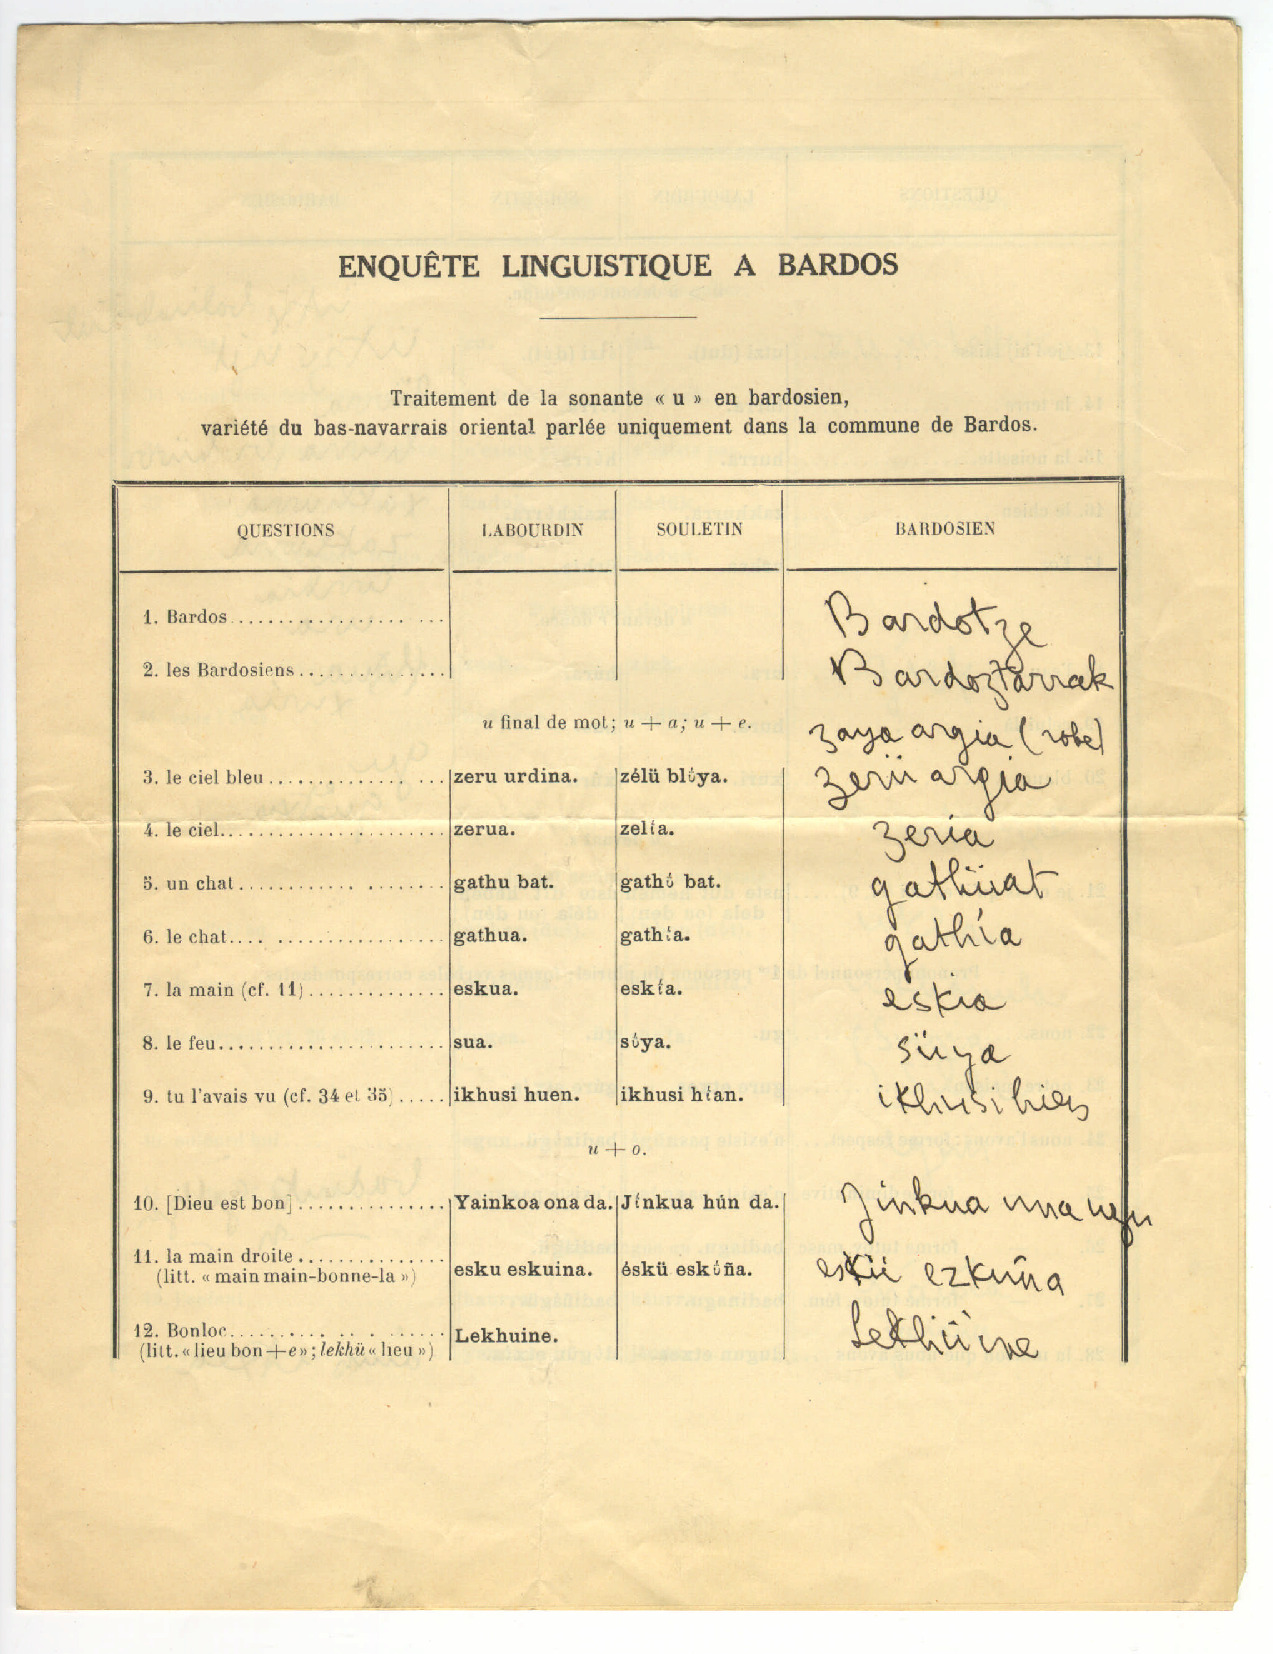 ENQUÊTE LINGUISTIQUE A BARDOS
Traitement de la sonante « u » en bardosien,
variété du bas-navarrais oriental parlée uniquement dans la commune de Bardos.
QUESTIONS LABOURDIN SOULETIN BARDOSIEN
1. Bardos Bardotze
2. les Bardosiens Bardoztarrak
u final de mot; u + a; u + e. zaya argia (robe)
3. le ciel bleu zeru urdina. zélü blǘya. zerü argia
4. le ciel zerua. zelía. zeria
5. un chat gathu bat. gathǘ bat. gathüat
6. le chat gathua. gathía. gathía
7. la main (cf. 11) eskua. eskía. eskia
8. le feu sua. sǘya. süya
9. tu l'avais vu (cf. 34 et 35) ikhusi huen. ikhusi hían. ikhusi hien
u + o.
10. [Dieu est bon] Yainkoa ona da. Jínkua hún da. Jinkua una
11. la main droite esku eskuina. éskü eskǘña. eskü
(litt. « main main-bonne-la »)
12. Bonloc Lekhuine. Lekhüine
(litt. « lieu bon + e » ; lekhü « lieu »)